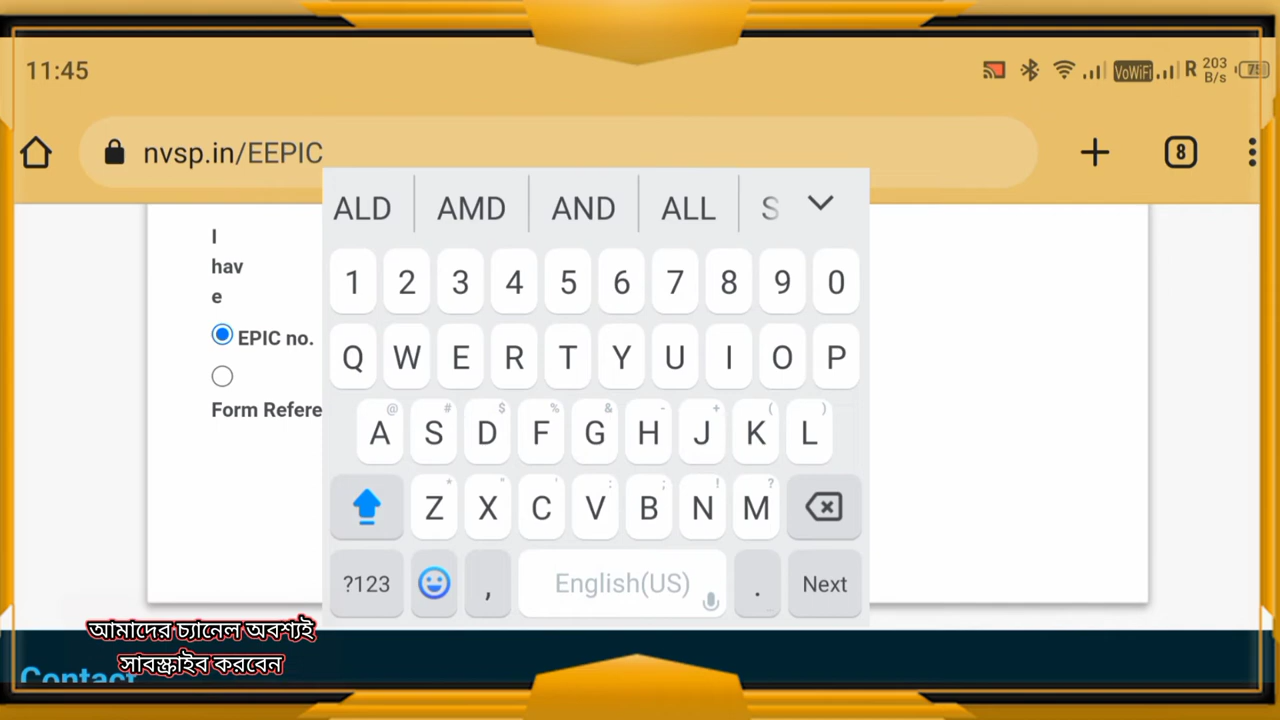 11:45
VoWiFi R 203 B/s 75
nvsp.in/EEPIC
8
ALD AMD AND ALL S
I
hav
e
EPIC no.
Form Refere
1 2 3 4 5 6 7 8 9 0
Q W E R T Y U I O P
@ # $ % & - + ( )
A S D F G H J K L
* " ' : ; ! ?
Z X C V B N M
?123 , English(US) . Next
আমাদের চ্যানেল অবশ্যই
সাবস্ক্রাইব করবেন
Contact